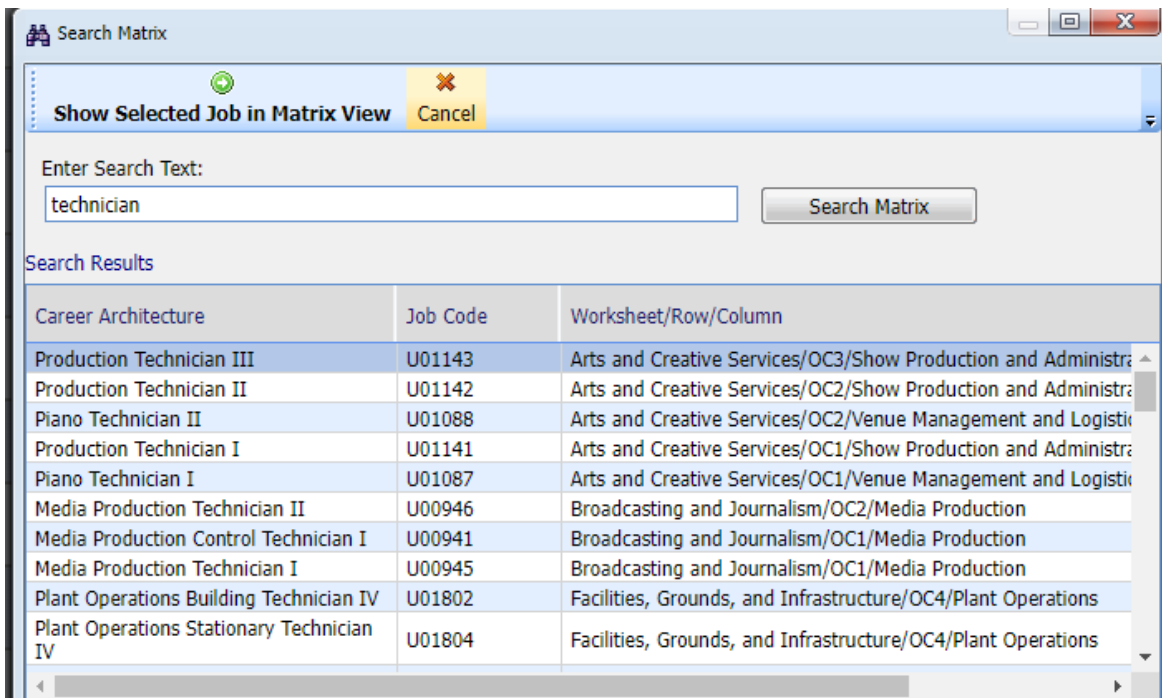 Search Matrix
Show Selected Job in Matrix View Cancel
Enter Search Text:
technician Search Matrix
Search Results
Career Architecture Job Code Worksheet/Row/Column
Production Technician III U01143 Arts and Creative Services/OC3/Show Production and Administra
Production Technician II U01142 Arts and Creative Services/OC2/Show Production and Administra
Piano Technician II U01088 Arts and Creative Services/OC2/Venue Management and Logistic
Production Technician I U01141 Arts and Creative Services/OC1/Show Production and Administra
Piano Technician I U01087 Arts and Creative Services/OC1/Venue Management and Logistic
Media Production Technician II U00946 Broadcasting and Journalism/OC2/Media Production
Media Production Control Technician I U00941 Broadcasting and Journalism/OC1/Media Production
Media Production Technician I U00945 Broadcasting and Journalism/OC1/Media Production
Plant Operations Building Technician IV U01802 Facilities, Grounds, and Infrastructure/OC4/Plant Operations
Plant Operations Stationary Technician
IV U01804 Facilities, Grounds, and Infrastructure/OC4/Plant Operations